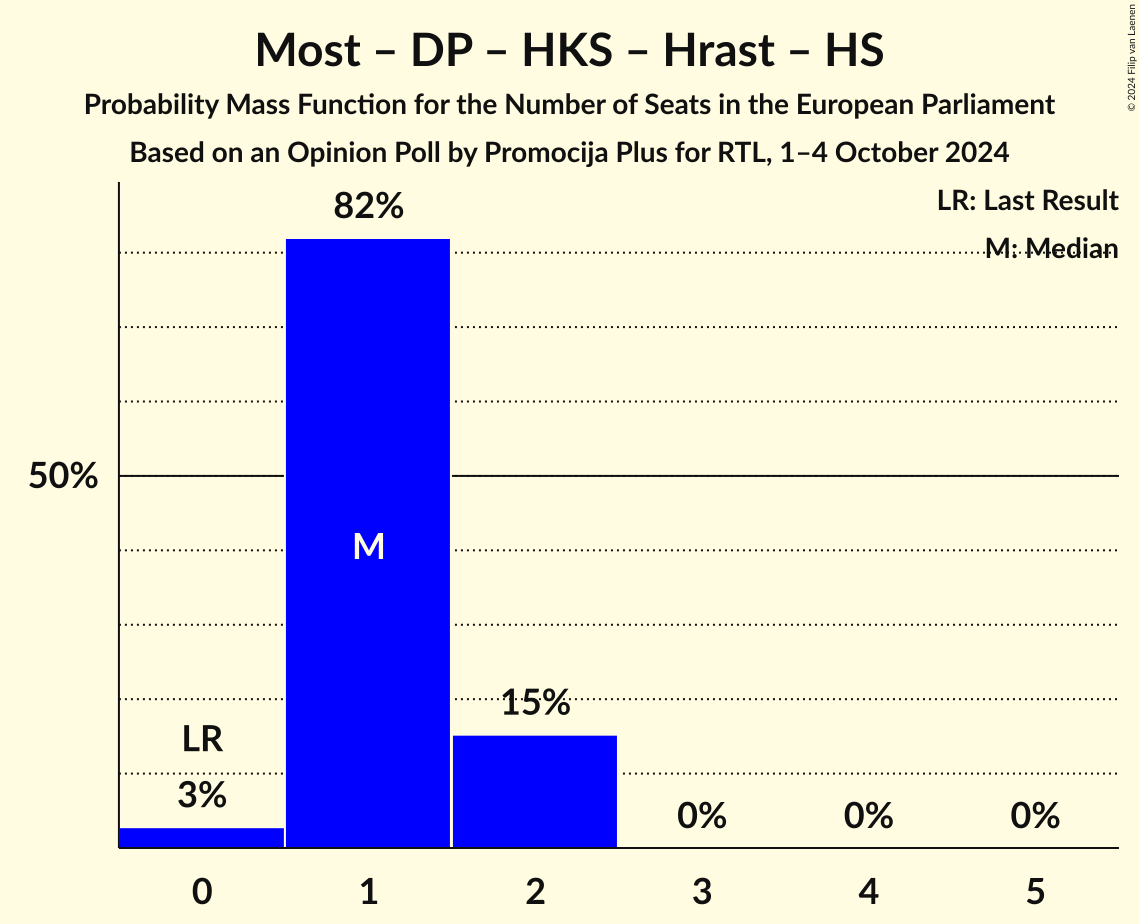 Most – DP – HKS – Hrast – HS
Probability Mass Function for the Number of Seats in the European Parliament
Based on an Opinion Poll by Promocija Plus for RTL, 1–4 October 2024
© 2024 Filip van Laenen
LR: Last Result
M: Median
82%
50%
M
15%
LR
3%
0% 0% 0%
0 1 2 3 4 5